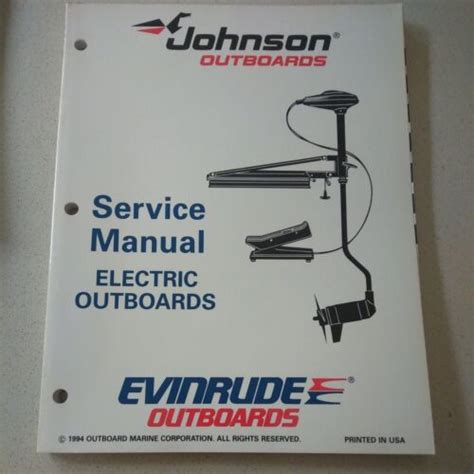 Johnson®
OUTBOARDS
Service
Manual
ELECTRIC
OUTBOARDS
EVINRUDE®
OUTBOARDS
© 1994 OUTBOARD MARINE CORPORATION. ALL RIGHTS RESERVED. PRINTED IN USA